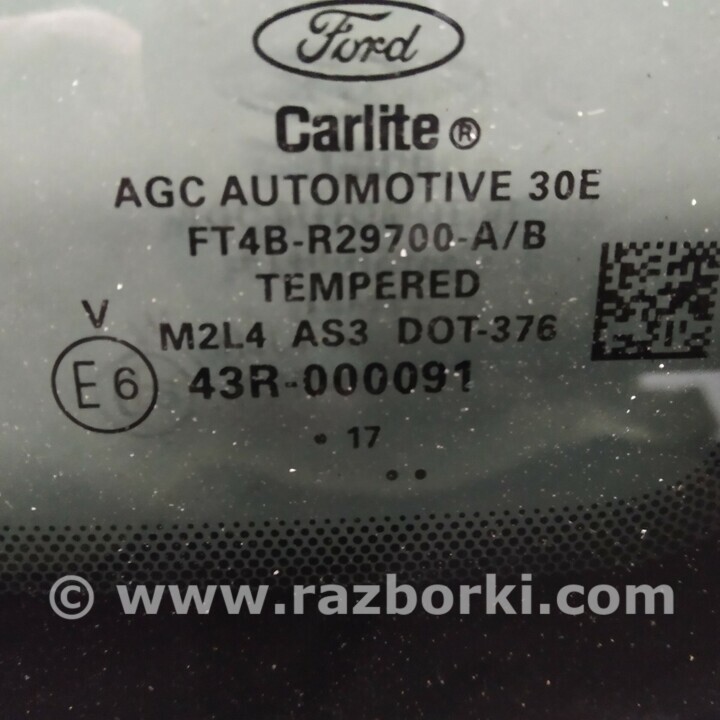 Ford
Carlite®
AGC AUTOMOTIVE 30E
FT4B-R29700-A/B
TEMPERED
V
M2L4 AS3 DOT-376
E6 43R-000091
. 17
..
© www.razborki.com